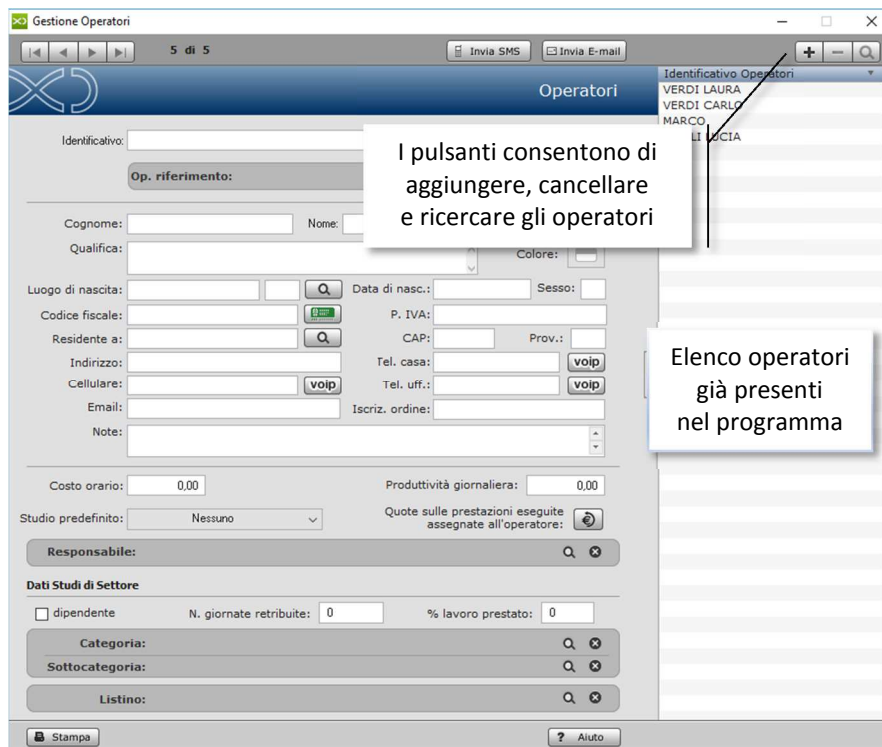 Gestione Operatori
5 di 5
Invia SMS
Invia E-mail
Operatori
Identificativo Operatori
VERDI LAURA
VERDI CARLO
MARCO
LUCIA
I pulsanti consentono di
aggiungere, cancellare
e ricercare gli operatori
Identificativo:
Op. riferimento:
Cognome:
Nome:
Qualifica:
Colore:
Luogo di nascita:
Data di nasc.:
Sesso:
Codice fiscale:
P. IVA:
Residente a:
CAP:
Prov.:
Indirizzo:
Tel. casa:
voip
Cellulare:
voip
Tel. uff.:
voip
Email:
Iscriz. ordine:
Note:
Elenco operatori
già presenti
nel programma
Costo orario:
0,00
Produttività giornaliera:
0,00
Studio predefinito:
Nessuno
Quote sulle prestazioni eseguite
assegnate all'operatore:
Responsabile:
Dati Studi di Settore
dipendente
N. giornate retribuite:
0
% lavoro prestato:
0
Categoria:
Sottocategoria:
Listino:
Stampa
? Aiuto